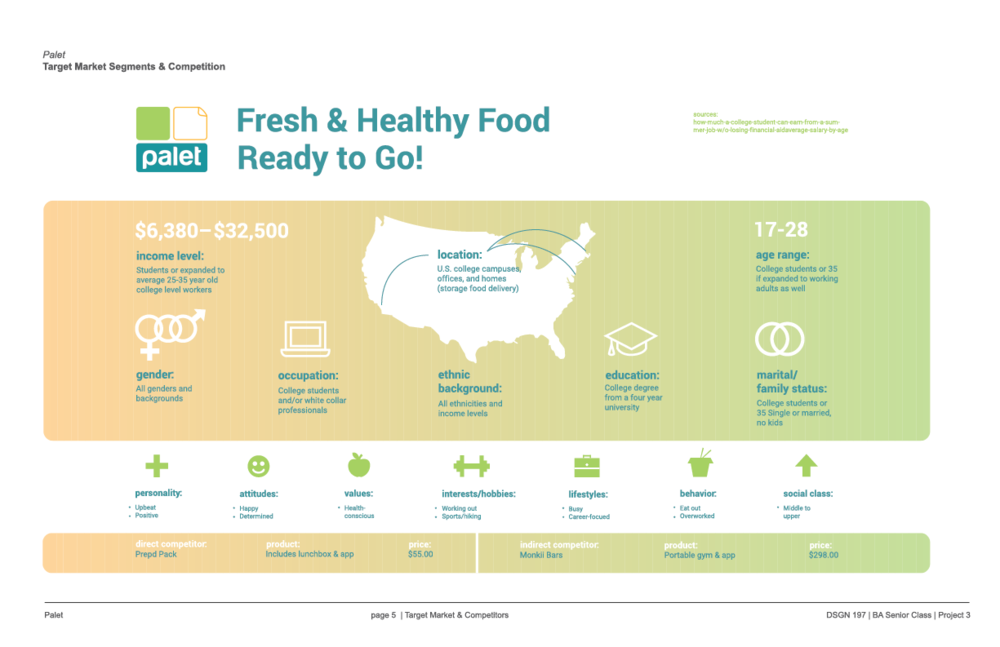 Palet
Target Market Segments & Competition
palet
Fresh & Healthy Food
Ready to Go!
sources:
how-much-a-college-student-can-earn-from-a-sum-
mer-job-w/o-losing-financial-aidaverage-salary-by-age
$6,380–$32,500
income level:
Students or expanded to
average 25-35 year old
college level workers
location:
U.S. college campuses,
offices, and homes
(storage food delivery)
17-28
age range:
College students or 35
if expanded to working
adults as well
gender:
All genders and
backgrounds
occupation:
College students
and/or white collar
professionals
ethnic
background:
All ethnicities and
income levels
education:
College degree
from a four year
university
marital/
family status:
College students or
35 Single or married,
no kids
personality:
• Upbeat
• Positive
attitudes:
• Happy
• Determined
values:
• Health-
conscious
interests/hobbies:
• Working out
• Sports/hiking
lifestyles:
• Busy
• Career-focued
behavior:
• Eat out
• Overworked
social class:
• Middle to
upper
direct competitor:
Prepd Pack
product:
Includes lunchbox & app
price:
$55.00
indirect competitor:
Monkii Bars
product:
Portable gym & app
price:
$298.00
Palet
page 5 | Target Market & Competitors
DSGN 197 | BA Senior Class | Project 3